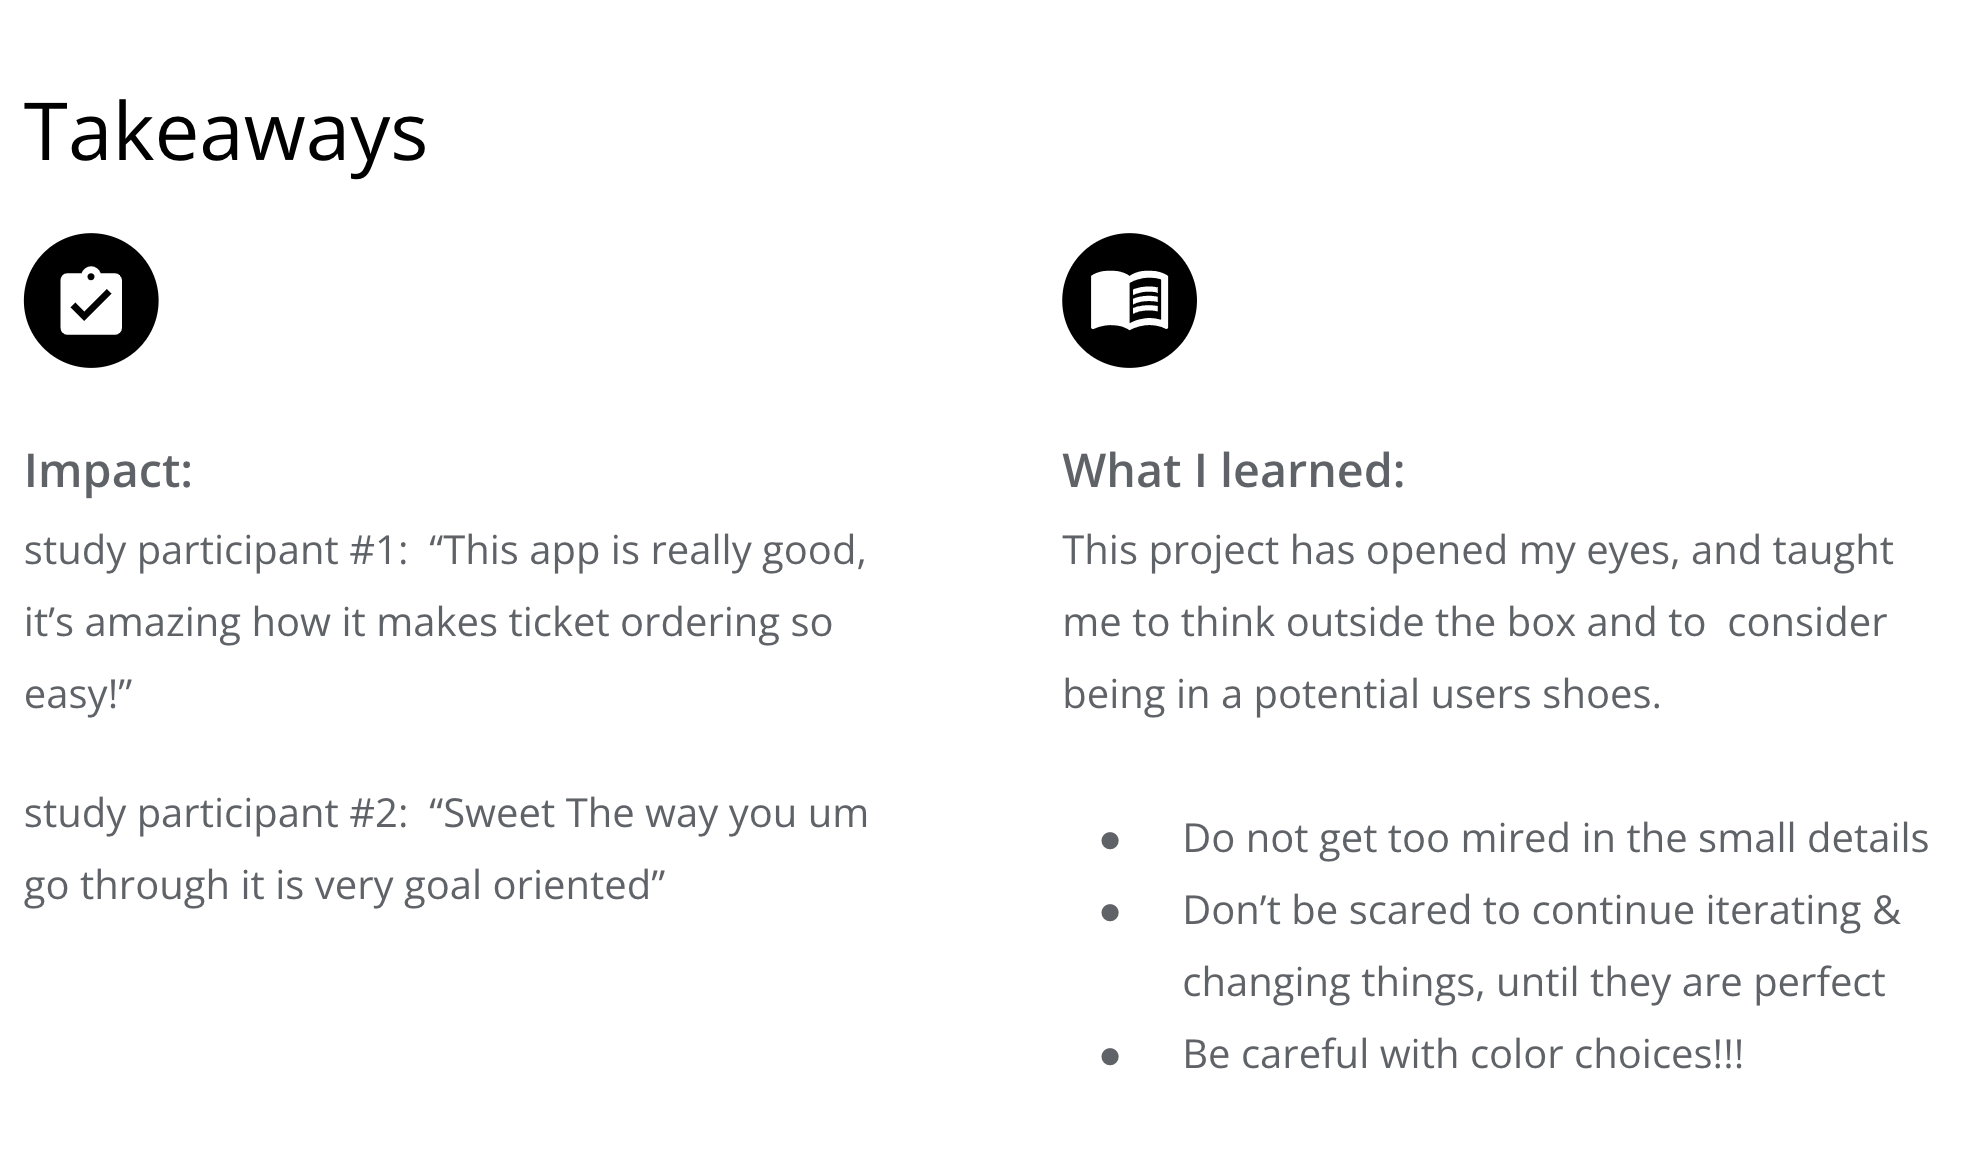 Takeaways
Impact:
study participant #1:  “This app is really good,
it’s amazing how it makes ticket ordering so
easy!”
study participant #2:  “Sweet The way you um
go through it is very goal oriented”
What I learned:
This project has opened my eyes, and taught
me to think outside the box and to  consider
being in a potential users shoes.
● Do not get too mired in the small details
● Don’t be scared to continue iterating &
changing things, until they are perfect
● Be careful with color choices!!!